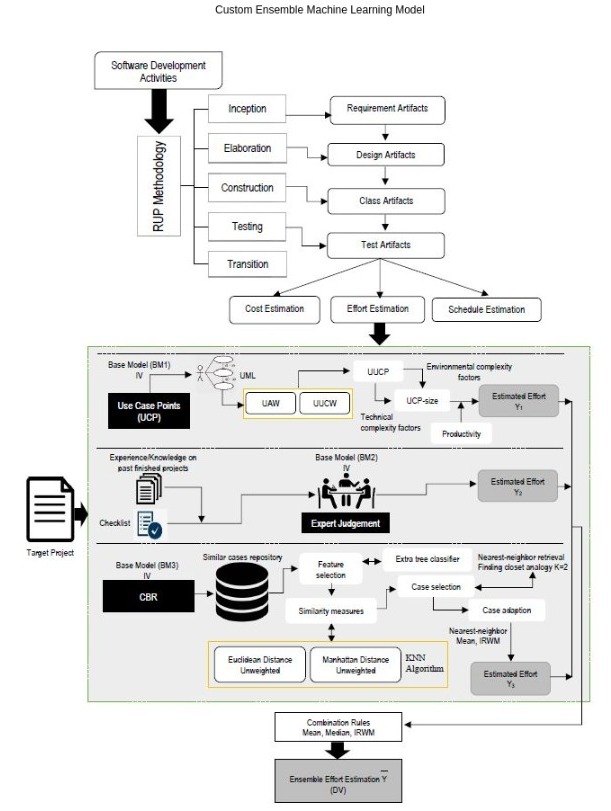 Custom Ensemble Machine Learning Model
Software Development
Activities
RUP Methodology
Inception
Elaboration
Construction
Testing
Transition
Requirement Artifacts
Design Artifacts
Class Artifacts
Test Artifacts
Cost Estimation
Effort Estimation
Schedule Estimation
Base Model (BM1)
IV
Use Case Points
(UCP)
UML
UAW
UUCW
UUCP
Environmental complexity
factors
UCP-size
Technical
complexity factors
Productivity
Estimated Effort
Y₁
Experience/Knowledge on
past finished projects
Checklist
Base Model (BM2)
IV
Expert Judgement
Estimated Effort
Y₂
Target Project
Base Model (BM3)
IV
CBR
Similar cases repository
Feature
selection
Extra tree classifier
Nearest-neighbor retrieval
Finding closet analogy K=2
Case selection
Similarity measures
Case adaption
Nearest-neighbor
Mean, IRWM
Euclidean Distance
Unweighted
Manhattan Distance
Unweighted
KNN
Algorithm
Estimated Effort
Y₃
Combination Rules
Mean, Median, IRWM
Ensemble Effort Estimation Y̅
(DV)